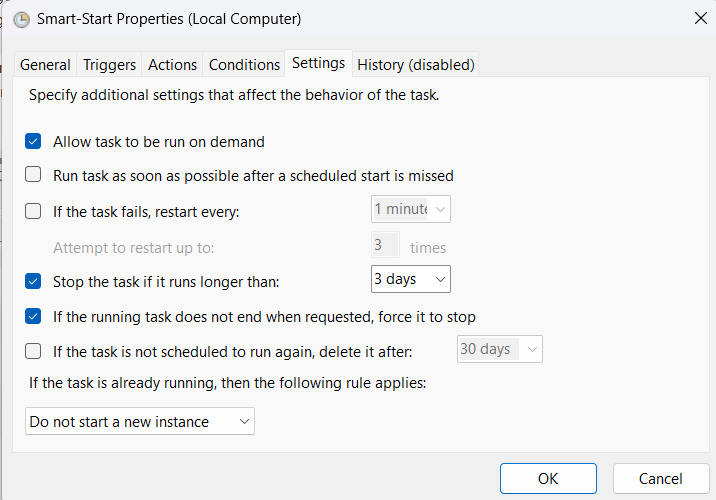 Smart-Start Properties (Local Computer)
General Triggers Actions Conditions Settings History (disabled)
Specify additional settings that affect the behavior of the task.
Allow task to be run on demand
Run task as soon as possible after a scheduled start is missed
If the task fails, restart every: 1 minute
Attempt to restart up to: 3 times
Stop the task if it runs longer than: 3 days
If the running task does not end when requested, force it to stop
If the task is not scheduled to run again, delete it after: 30 days
If the task is already running, then the following rule applies:
Do not start a new instance
OK Cancel